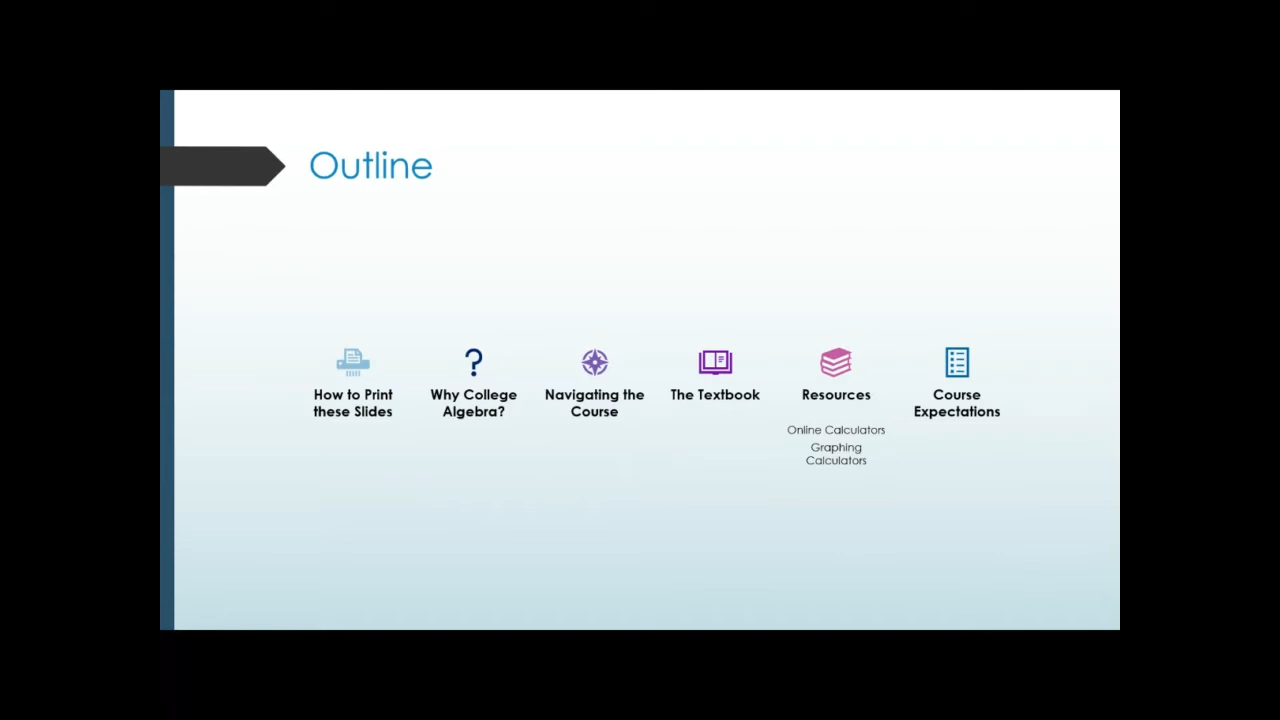 Outline
How to Print
these Slides
Why College
Algebra?
Navigating the
Course
The Textbook
Resources
Online Calculators
Graphing
Calculators
Course
Expectations